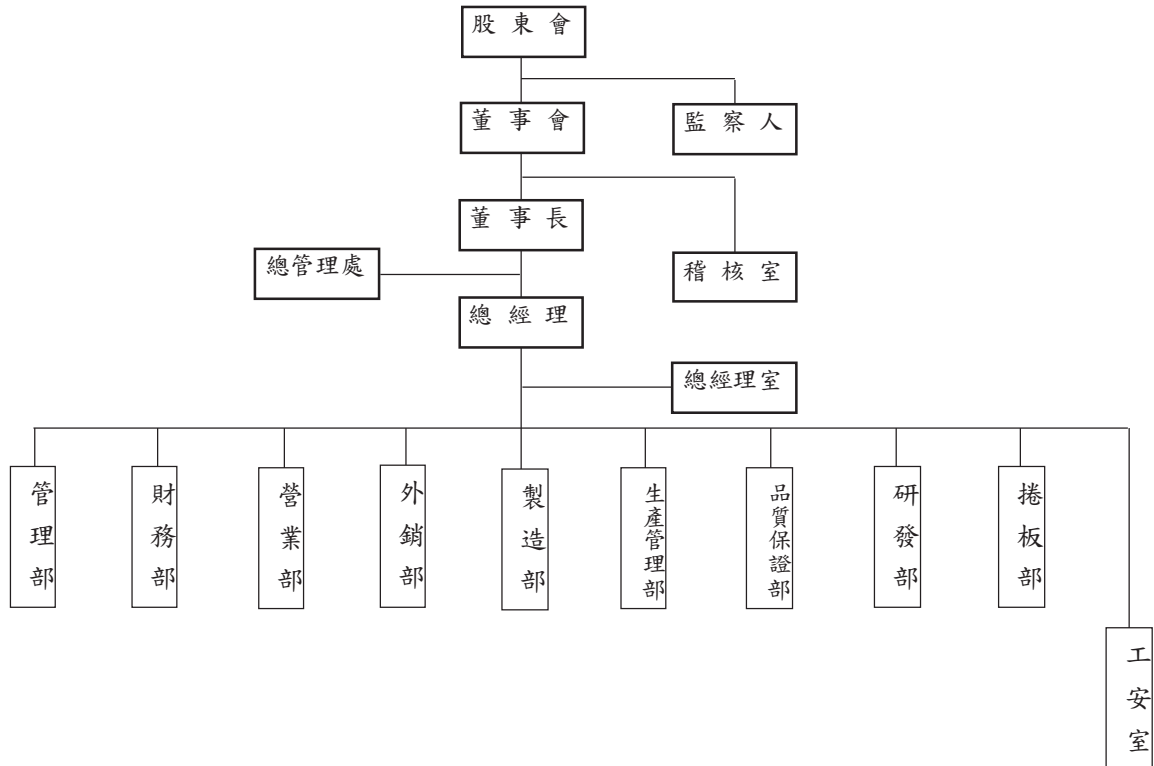 股東會
董事會
監察人
董事長
總管理處
稽核室
總經理
總經理室
管理部
財務部
營業部
外銷部
製造部
生產管理部
品質保證部
研發部
捲板部
工安室